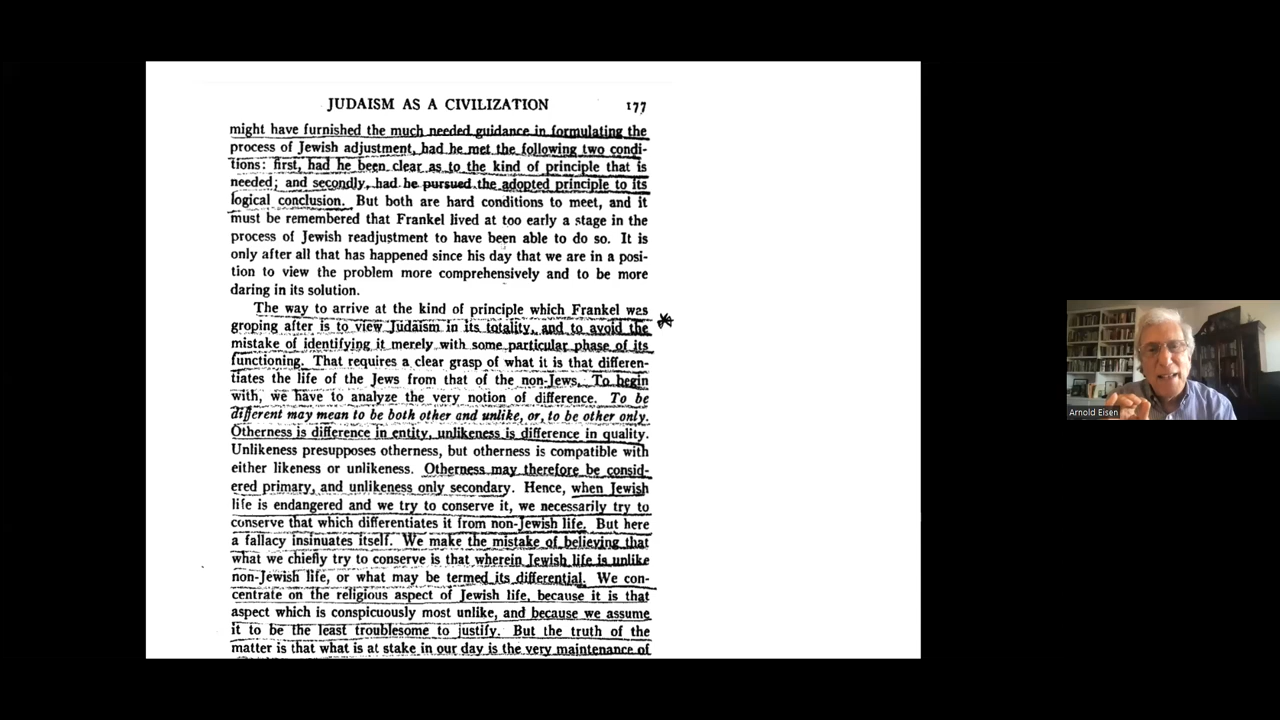 JUDAISM AS A CIVILIZATION 177
might have furnished the much needed guidance in formulating the
process of Jewish adjustment, had he met the following two condi-
tions: first, had he been clear as to the kind of principle that is
needed; and secondly, had he pursued the adopted principle to its
logical conclusion. But both are hard conditions to meet, and it
must be remembered that Frankel lived at too early a stage in the
process of Jewish readjustment to have been able to do so. It is
only after all that has happened since his day that we are in a posi-
tion to view the problem more comprehensively and to be more
daring in its solution.
The way to arrive at the kind of principle which Frankel was
groping after is to view Judaism in its totality, and to avoid the
mistake of identifying it merely with some particular phase of its
functioning. That requires a clear grasp of what it is that differen-
tiates the life of the Jews from that of the non-Jews. To begin
with, we have to analyze the very notion of difference. To be
different may mean to be both other and unlike, or, to be other only.
Otherness is difference in entity, unlikeness is difference in quality.
Unlikeness presupposes otherness, but otherness is compatible with
either likeness or unlikeness. Otherness may therefore be consid-
ered primary, and unlikeness only secondary. Hence, when Jewish
life is endangered and we try to conserve it, we necessarily try to
conserve that which differentiates it from non-Jewish life. But here
a fallacy insinuates itself. We make the mistake of believing that
what we chiefly try to conserve is that wherein Jewish life is unlike
non-Jewish life, or what may be termed its differential. We con-
centrate on the religious aspect of Jewish life, because it is that
aspect which is conspicuously most unlike, and because we assume
it to be the least troublesome to justify. But the truth of the
matter is that what is at stake in our day is the very maintenance of
Arnold Eisen